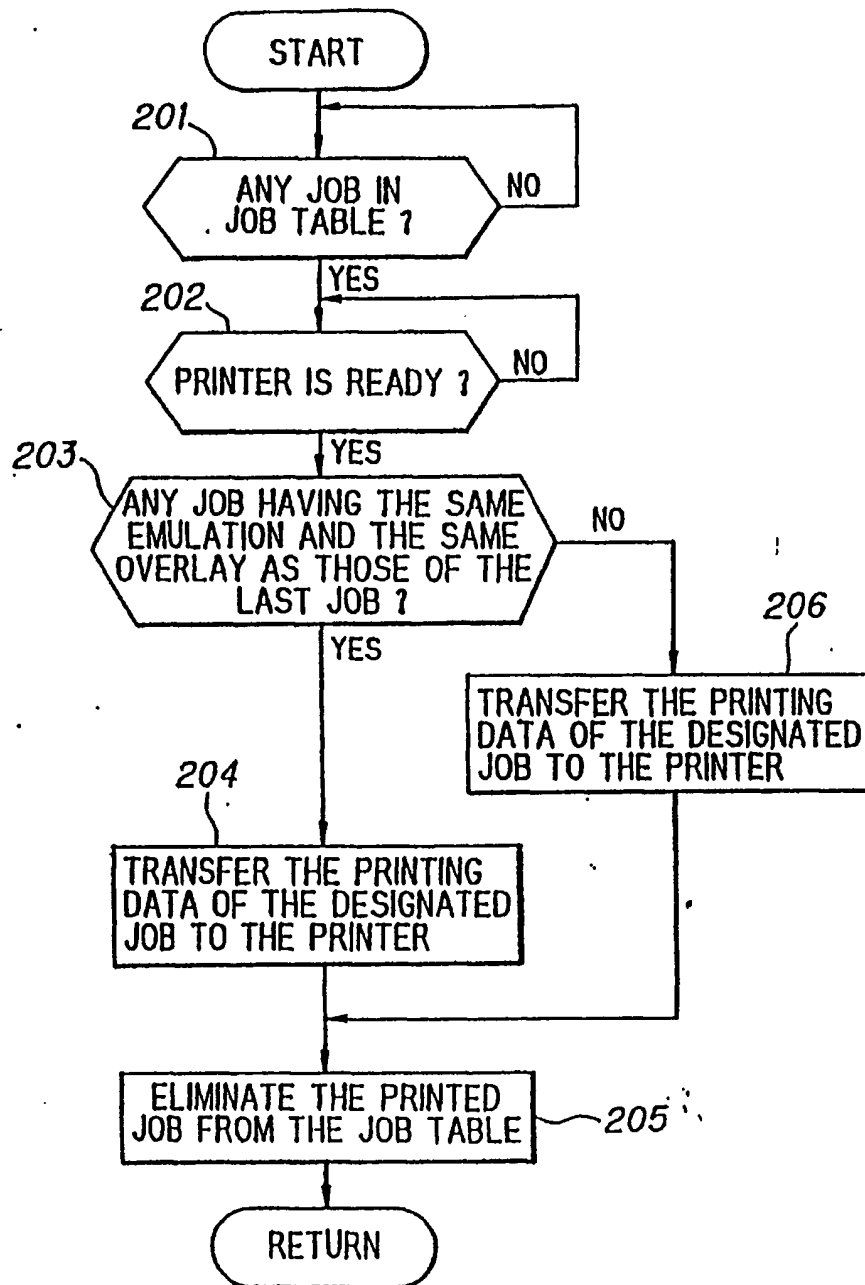 START
201
ANY JOB IN
JOB TABLE ?
NO
YES
202
PRINTER IS READY ?
NO
YES
203
ANY JOB HAVING THE SAME
EMULATION AND THE SAME
OVERLAY AS THOSE OF THE
LAST JOB ?
NO
YES
206
TRANSFER THE PRINTING
DATA OF THE DESIGNATED
JOB TO THE PRINTER
204
TRANSFER THE PRINTING
DATA OF THE DESIGNATED
JOB TO THE PRINTER
ELIMINATE THE PRINTED
JOB FROM THE JOB TABLE
205
RETURN